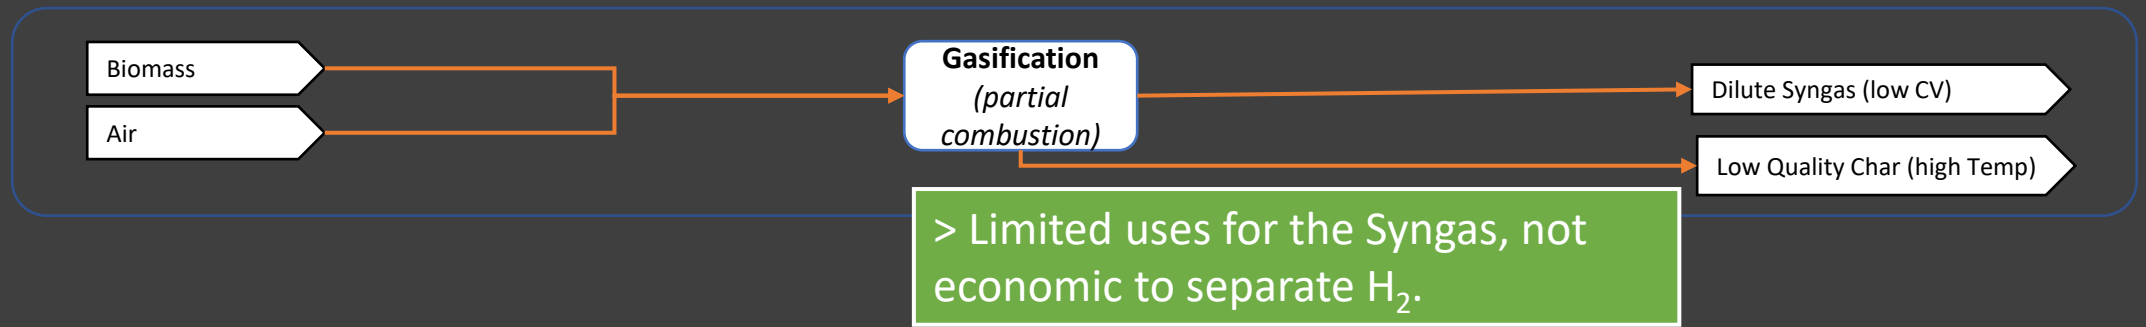 Biomass
Air
Gasification
(partial
combustion)
Dilute Syngas (low CV)
Low Quality Char (high Temp)
> Limited uses for the Syngas, not
economic to separate H₂.